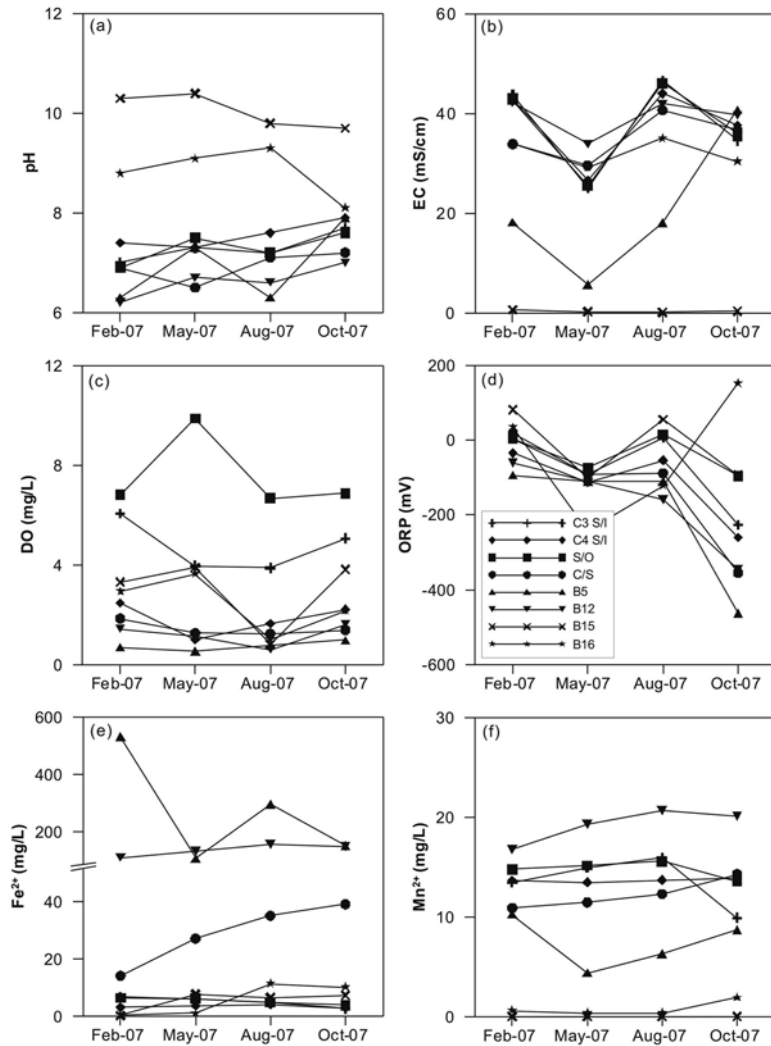 (a)
12
10
8
6
pH
Feb-07 May-07 Aug-07 Oct-07
(b)
60
40
20
0
EC (mS/cm)
Feb-07 May-07 Aug-07 Oct-07
(c)
12
8
4
0
DO (mg/L)
Feb-07 May-07 Aug-07 Oct-07
(d)
200
0
-200
-400
-600
ORP (mV)
C3 S/I
C4 S/I
S/O
C/S
B5
B12
B15
B16
Feb-07 May-07 Aug-07 Oct-07
(e)
600
400
200
40
20
0
Fe²⁺ (mg/L)
Feb-07 May-07 Aug-07 Oct-07
(f)
30
20
10
0
Mn²⁺ (mg/L)
Feb-07 May-07 Aug-07 Oct-07